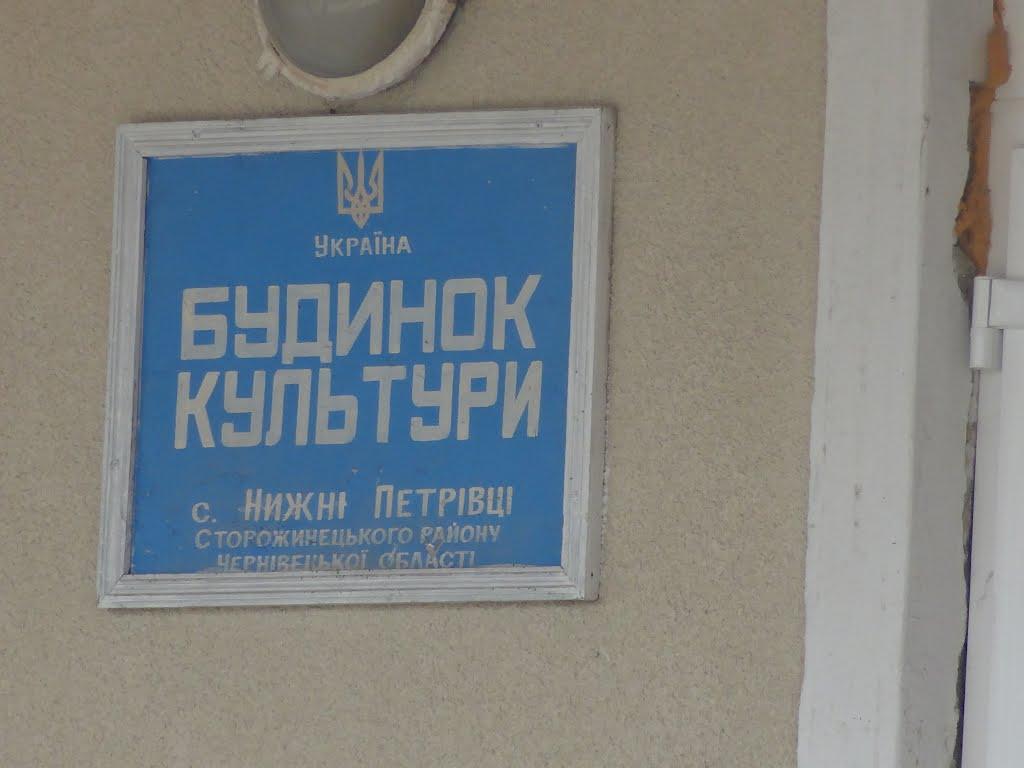 Україна
БУДИНОК
КУЛЬТУРИ
с. Нижні Петрівці
Сторожинецького району
Чернівецької області